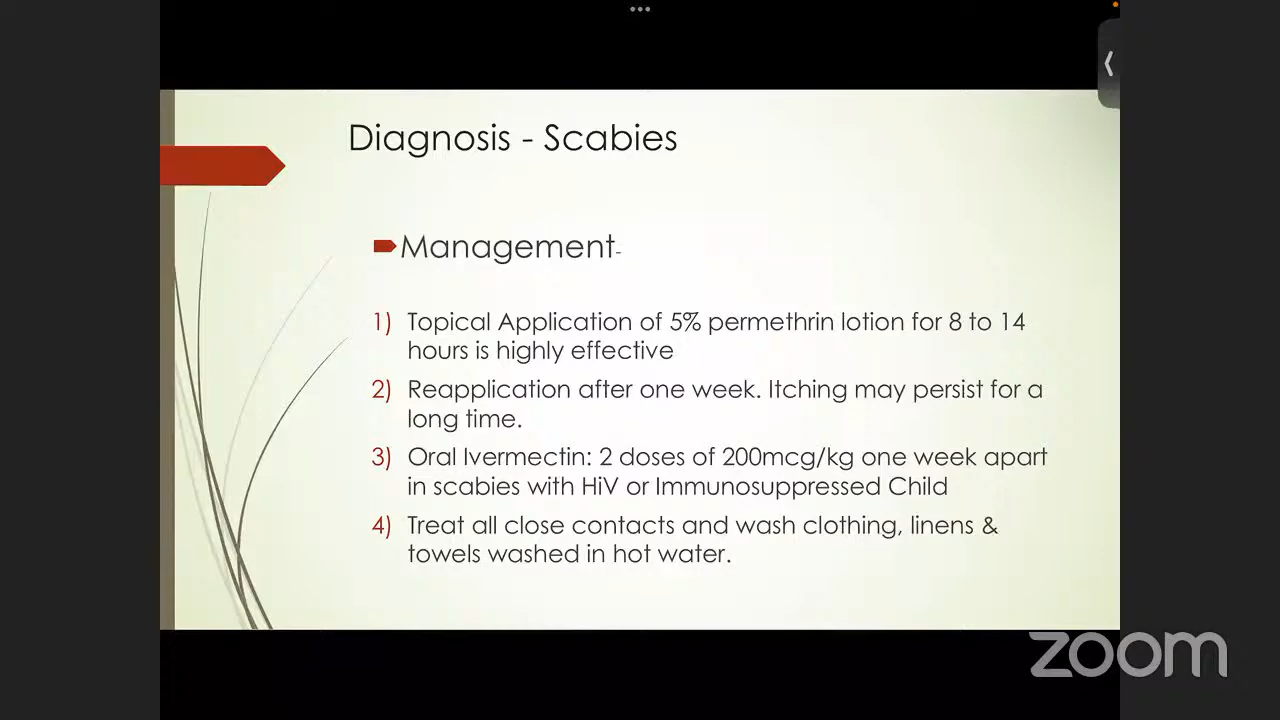 Diagnosis - Scabies
Management-
1) Topical Application of 5% permethrin lotion for 8 to 14
hours is highly effective
2) Reapplication after one week. Itching may persist for a
long time.
3) Oral Ivermectin: 2 doses of 200mcg/kg one week apart
in scabies with HiV or Immunosuppressed Child
4) Treat all close contacts and wash clothing, linens &
towels washed in hot water.
zoom